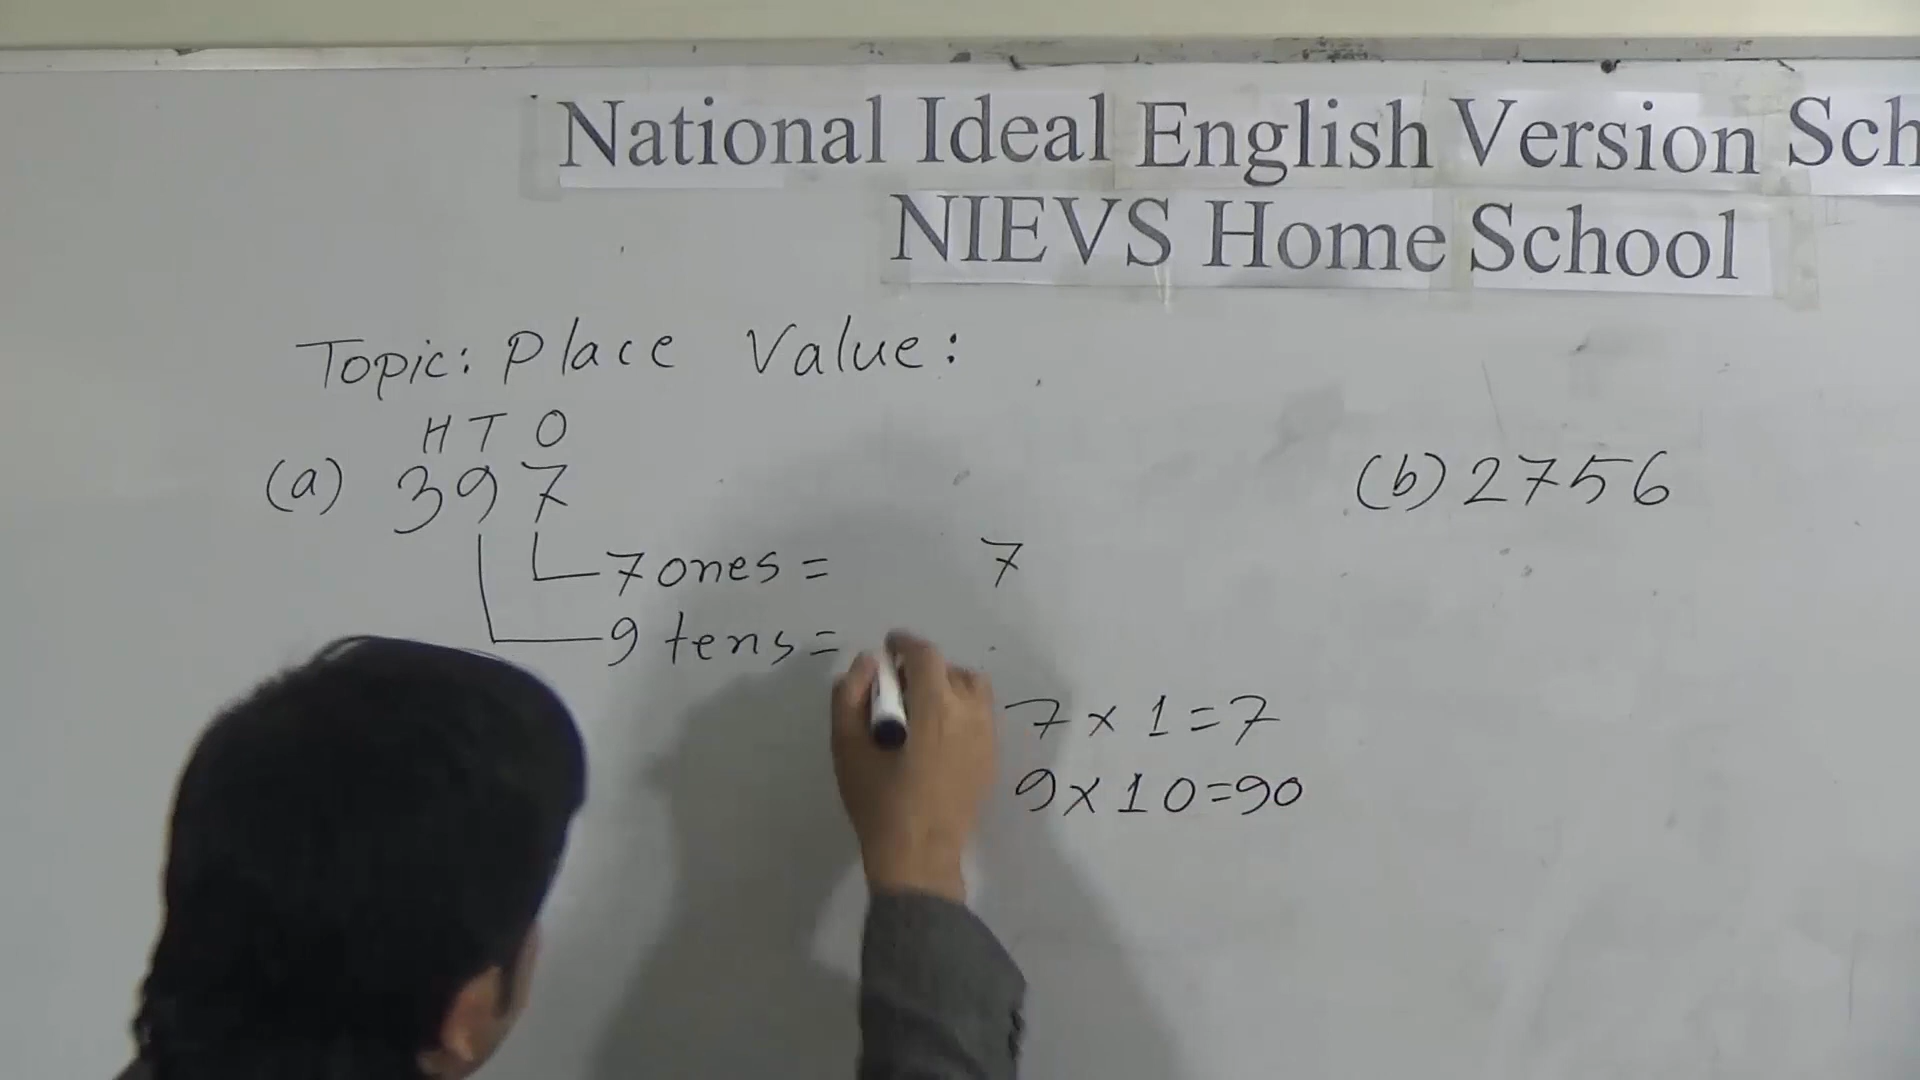 National Ideal English Version Sch
NIEVS Home School
Topic: Place Value:
H T O
(a) 397
(b) 2756
7 ones = 7
9 tens =
7 × 1 = 7
9 × 10 = 90